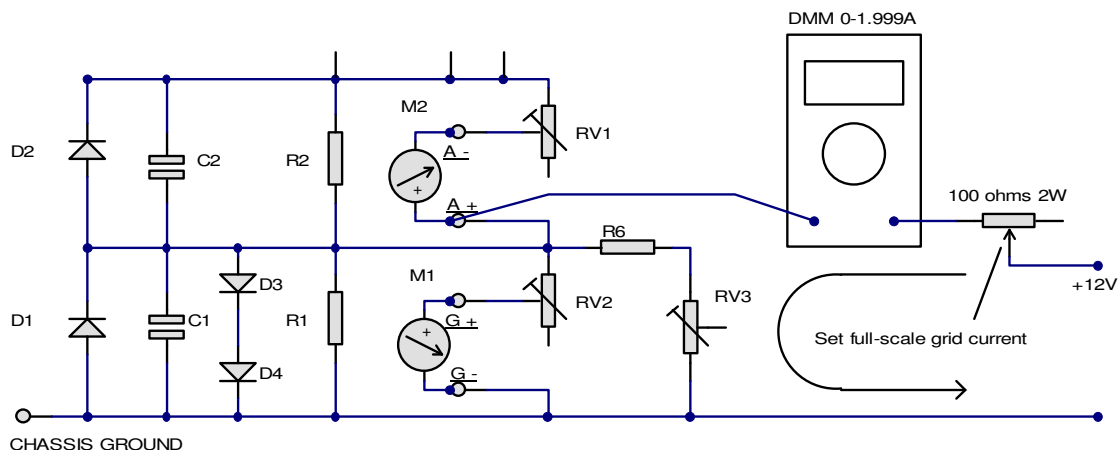 DMM 0-1.999A
M2
D2
C2
R2
A -
RV1
+
A +
100 ohms 2W
R6
M1
D3
+12V
D1
C1
R1
G +
RV2
RV3
+
D4
G -
Set full-scale grid current
CHASSIS GROUND